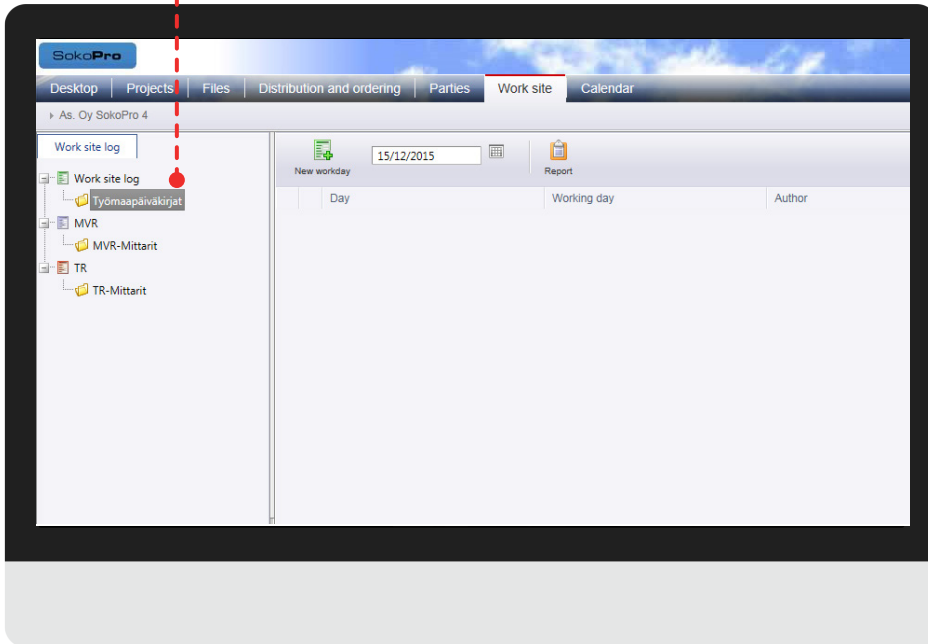 SokoPro
Desktop Projects Files Distribution and ordering Parties Work site Calendar
As. Oy SokoPro 4
Work site log
15/12/2015
New workday Report
Work site log
Työmaapäiväkirjat
MVR
MVR-Mittarit
TR
TR-Mittarit
Day Working day Author